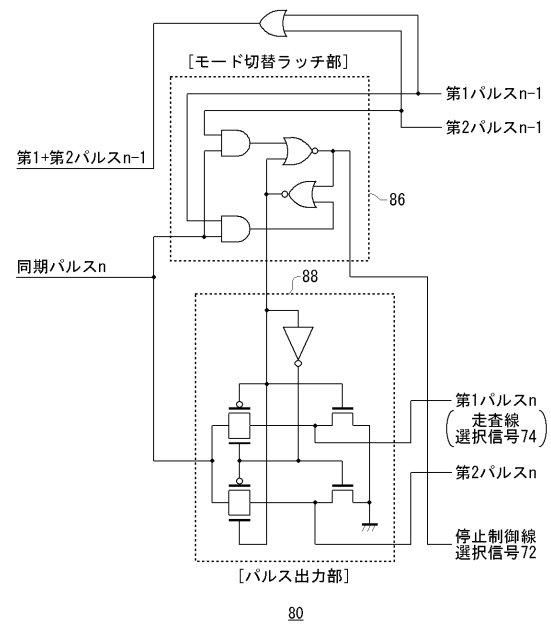 [モード切替ラッチ部]
第1パルスn-1
第2パルスn-1
第1+第2パルスn-1
86
同期パルスn
88
第1パルスn
(走査線
選択信号74)
第2パルスn
停止制御線
選択信号72
[パルス出力部]
80